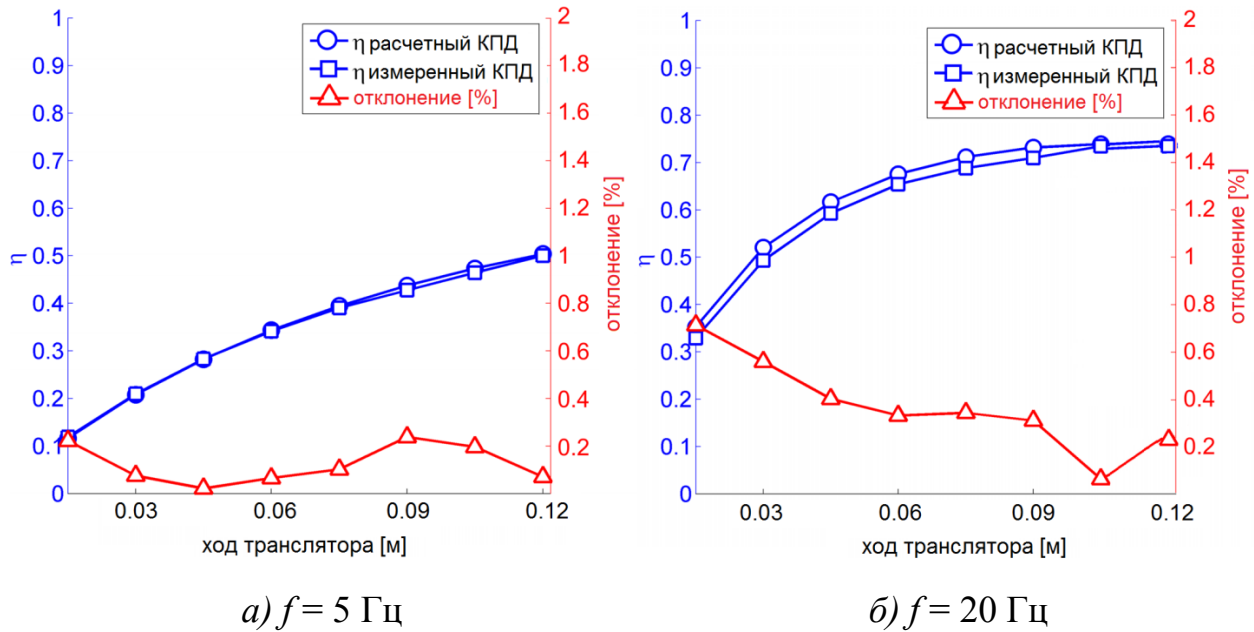 η расчетный КПД
η измеренный КПД
отклонение [%]
1
0.9
0.8
0.7
0.6
0.5
0.4
0.3
0.2
0.1
0
η
2
1.8
1.6
1.4
1.2
1
0.8
0.6
0.4
0.2
отклонение [%]
0.03 0.06 0.09 0.12
ход транслятора [м]
а) f = 5 Гц
η расчетный КПД
η измеренный КПД
отклонение [%]
1
0.9
0.8
0.7
0.6
0.5
0.4
0.3
0.2
0.1
0
η
2
1.8
1.6
1.4
1.2
1
0.8
0.6
0.4
0.2
отклонение [%]
0.03 0.06 0.09 0.12
ход транслятора [м]
б) f = 20 Гц